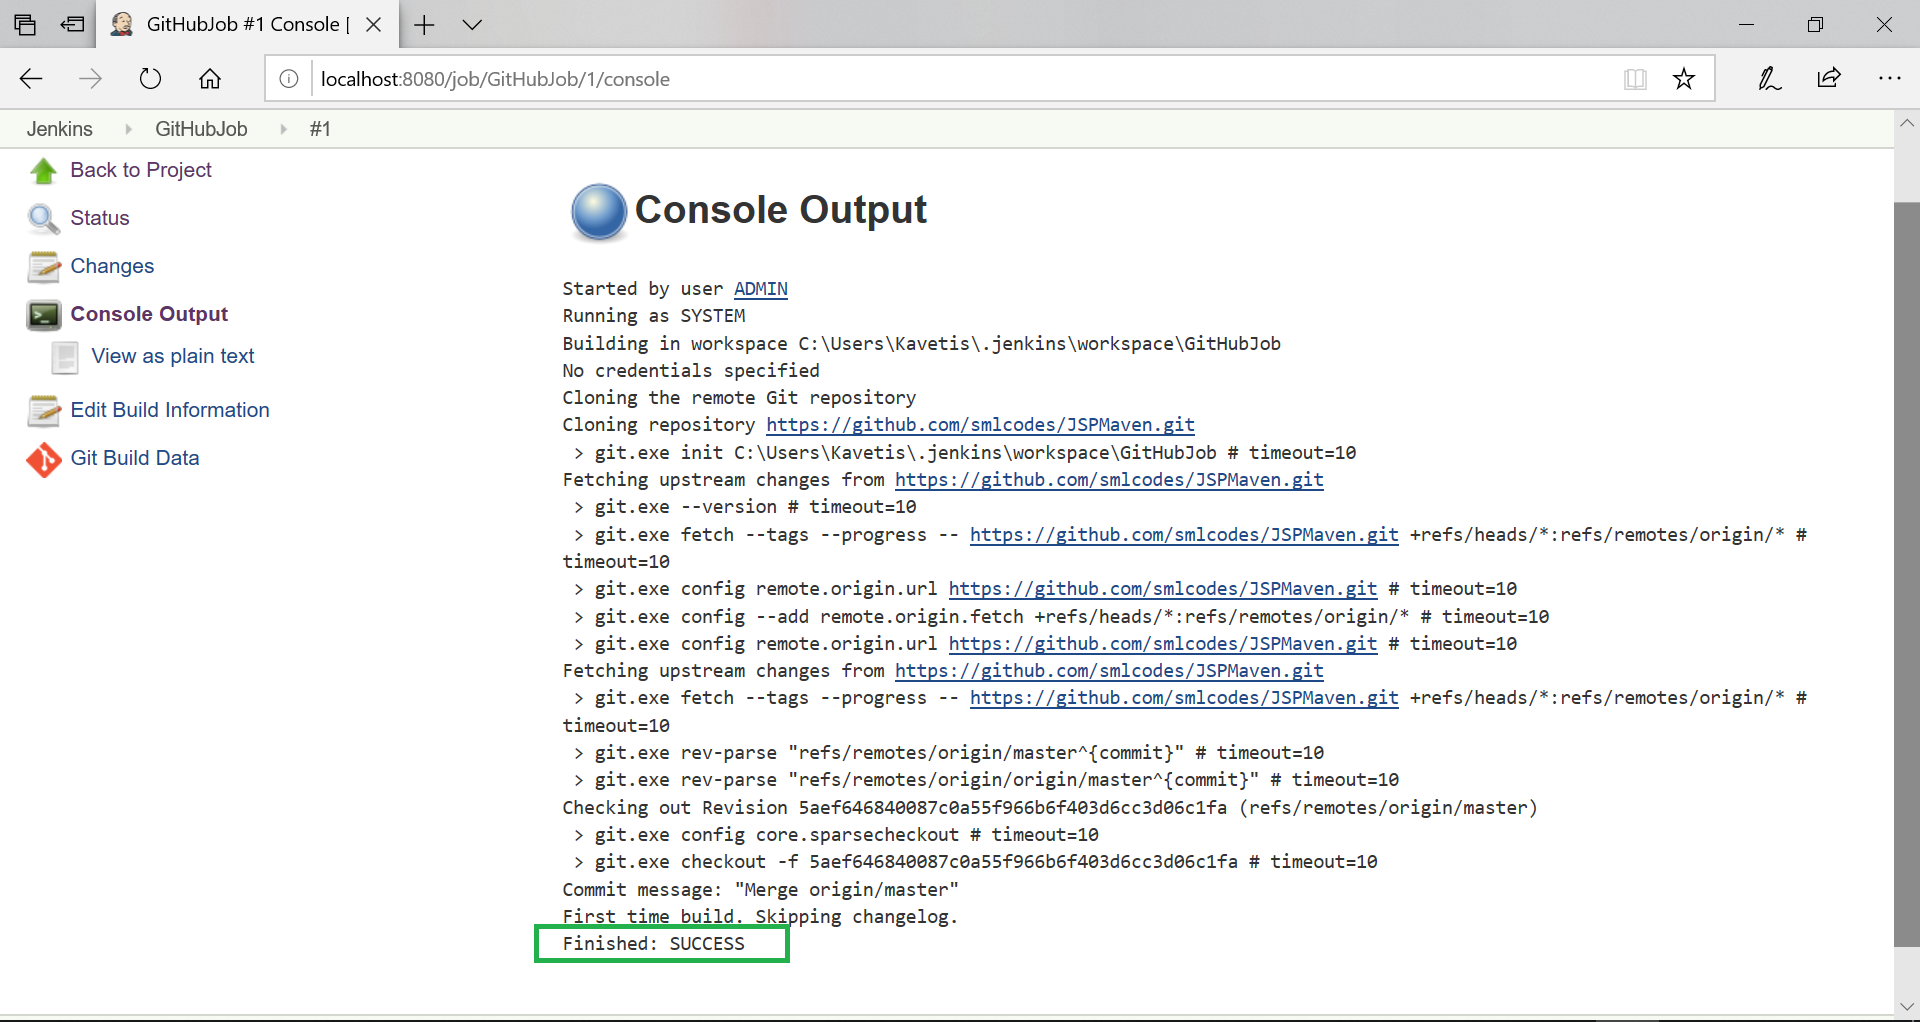 GitHubJob #1 Console [
localhost:8080/job/GitHubJob/1/console
Jenkins GitHubJob #1
Back to Project
Status
Changes
Console Output
View as plain text
Edit Build Information
Git Build Data
Console Output
Started by user ADMIN
Running as SYSTEM
Building in workspace C:\Users\Kavetis\.jenkins\workspace\GitHubJob
No credentials specified
Cloning the remote Git repository
Cloning repository https://github.com/smlcodes/JSPMaven.git
> git.exe init C:\Users\Kavetis\.jenkins\workspace\GitHubJob # timeout=10
Fetching upstream changes from https://github.com/smlcodes/JSPMaven.git
> git.exe --version # timeout=10
> git.exe fetch --tags --progress -- https://github.com/smlcodes/JSPMaven.git +refs/heads/*:refs/remotes/origin/* #
timeout=10
> git.exe config remote.origin.url https://github.com/smlcodes/JSPMaven.git # timeout=10
> git.exe config --add remote.origin.fetch +refs/heads/*:refs/remotes/origin/* # timeout=10
> git.exe config remote.origin.url https://github.com/smlcodes/JSPMaven.git # timeout=10
Fetching upstream changes from https://github.com/smlcodes/JSPMaven.git
> git.exe fetch --tags --progress -- https://github.com/smlcodes/JSPMaven.git +refs/heads/*:refs/remotes/origin/* #
timeout=10
> git.exe rev-parse "refs/remotes/origin/master^{commit}" # timeout=10
> git.exe rev-parse "refs/remotes/origin/origin/master^{commit}" # timeout=10
Checking out Revision 5aef646840087c0a55f966b6f403d6cc3d06c1fa (refs/remotes/origin/master)
> git.exe config core.sparsecheckout # timeout=10
> git.exe checkout -f 5aef646840087c0a55f966b6f403d6cc3d06c1fa # timeout=10
Commit message: "Merge origin/master"
First time build. Skipping changelog.
Finished: SUCCESS